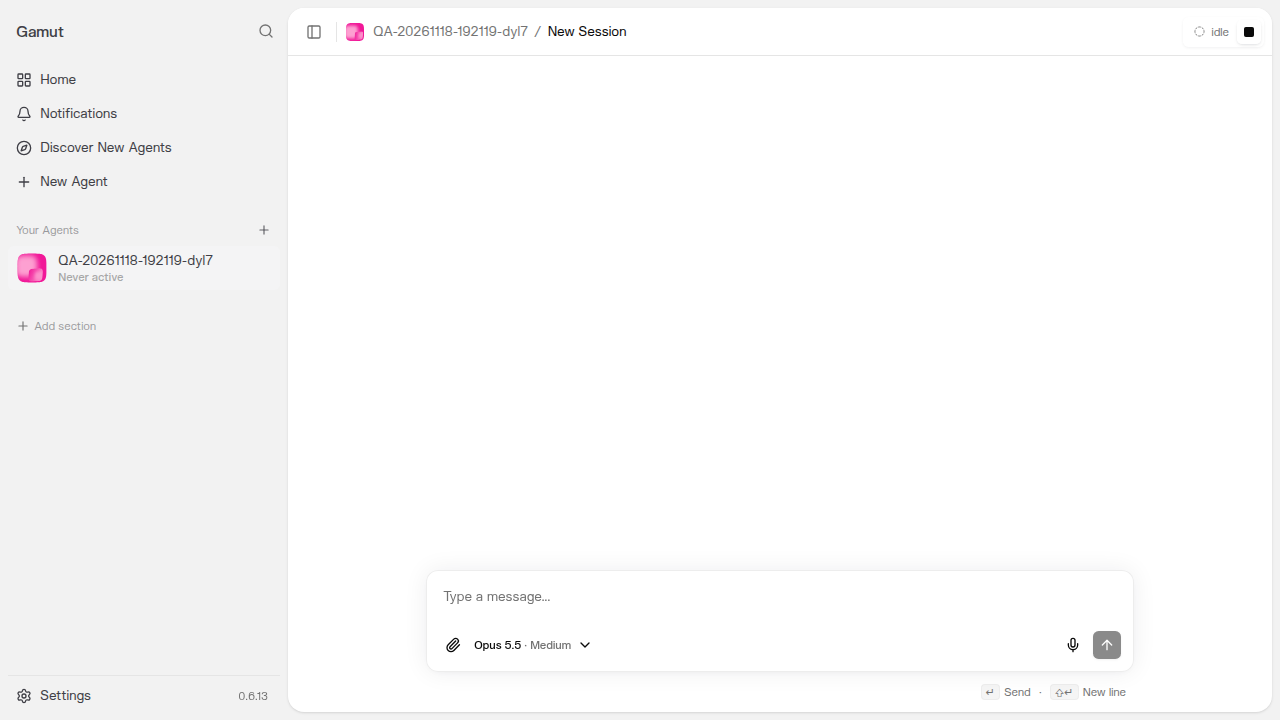 Gamut
Home
Notifications
Discover New Agents
New Agent
Your Agents
QA-20261118-192119-dyl7
Never active
Add section
Settings
0.6.13
QA-20261118-192119-dyl7 / New Session
idle
Type a message...
Opus 5.5 · Medium
Send · New line